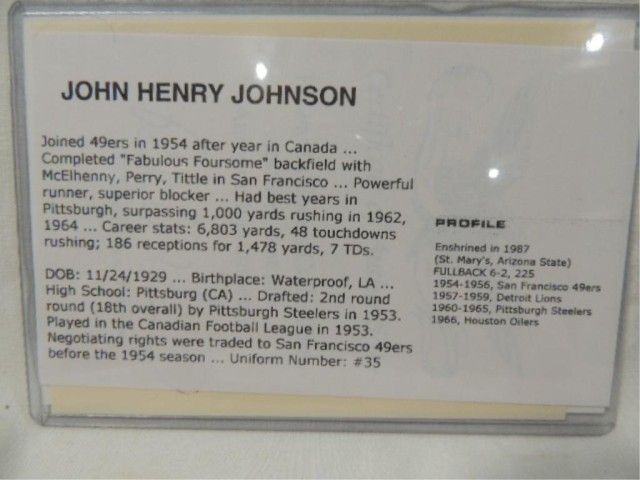 JOHN HENRY JOHNSON
Joined 49ers in 1954 after year in Canada ...
Completed "Fabulous Foursome" backfield with
McElhenny, Perry, Tittle in San Francisco ... Powerful
runner, superior blocker ... Had best years in
Pittsburgh, surpassing 1,000 yards rushing in 1962,
1964 ... Career stats: 6,803 yards, 48 touchdowns
rushing; 186 receptions for 1,478 yards, 7 TDs.
DOB: 11/24/1929 ... Birthplace: Waterproof, LA ...
High School: Pittsburg (CA) ... Drafted: 2nd round
round (18th overall) by Pittsburgh Steelers in 1953.
Played in the Canadian Football League in 1953.
Negotiating rights were traded to San Francisco 49ers
before the 1954 season ... Uniform Number: #35
PROFILE
Enshrined in 1987
(St. Mary's, Arizona State)
FULLBACK 6-2, 225
1954-1956, San Francisco 49ers
1957-1959, Detroit Lions
1960-1965, Pittsburgh Steelers
1966, Houston Oilers